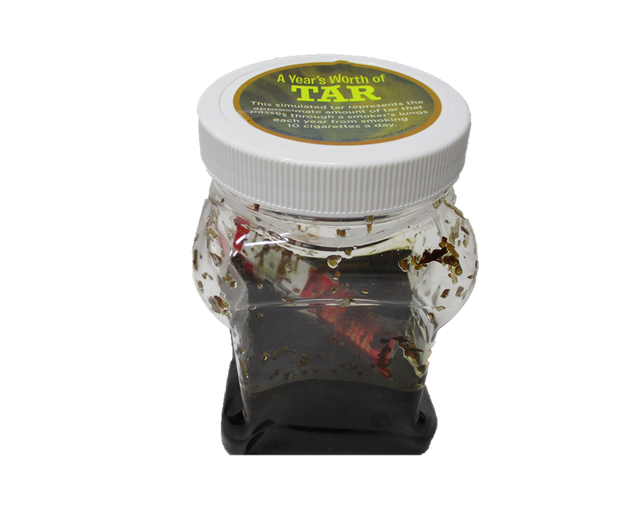 A Year's Worth of
TAR
This simulated tar represents the
approximate amount of tar that
passes through a smoker's lungs
each year from smoking
10 cigarettes a day.